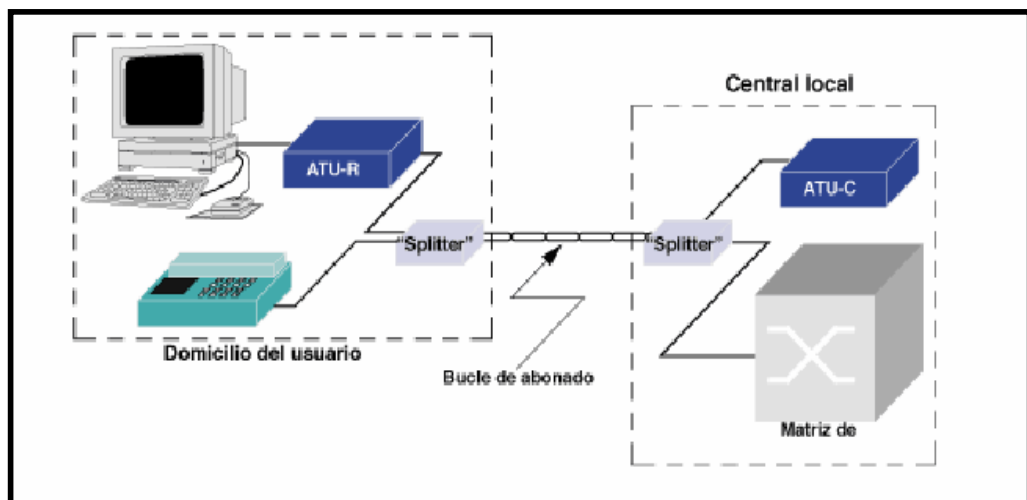 Central local
ATU-R
ATU-C
"Splitter"
"Splitter"
Domicilio del usuario
Bucle de abonado
Matriz de